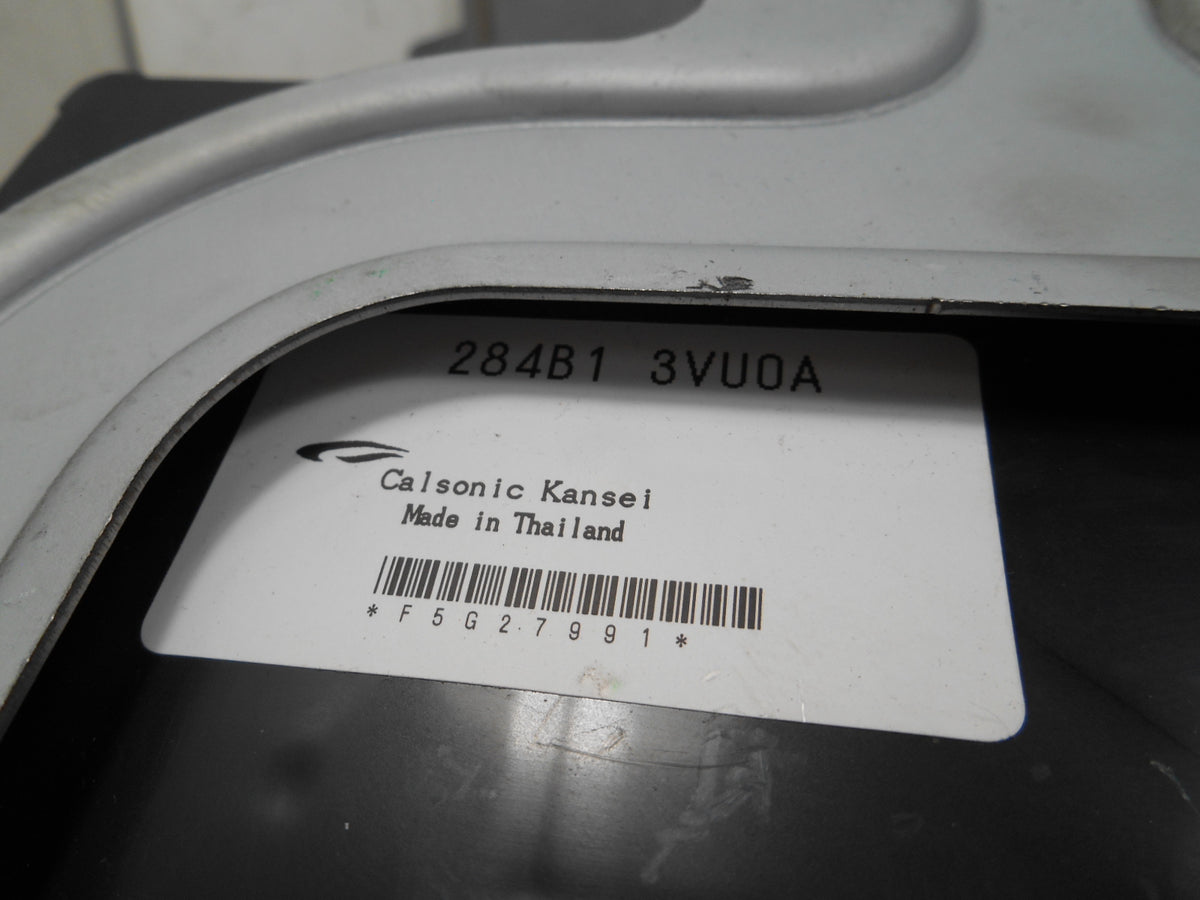 284B1 3VU0A
Calsonic Kansei
Made in Thailand
*F5G27991*